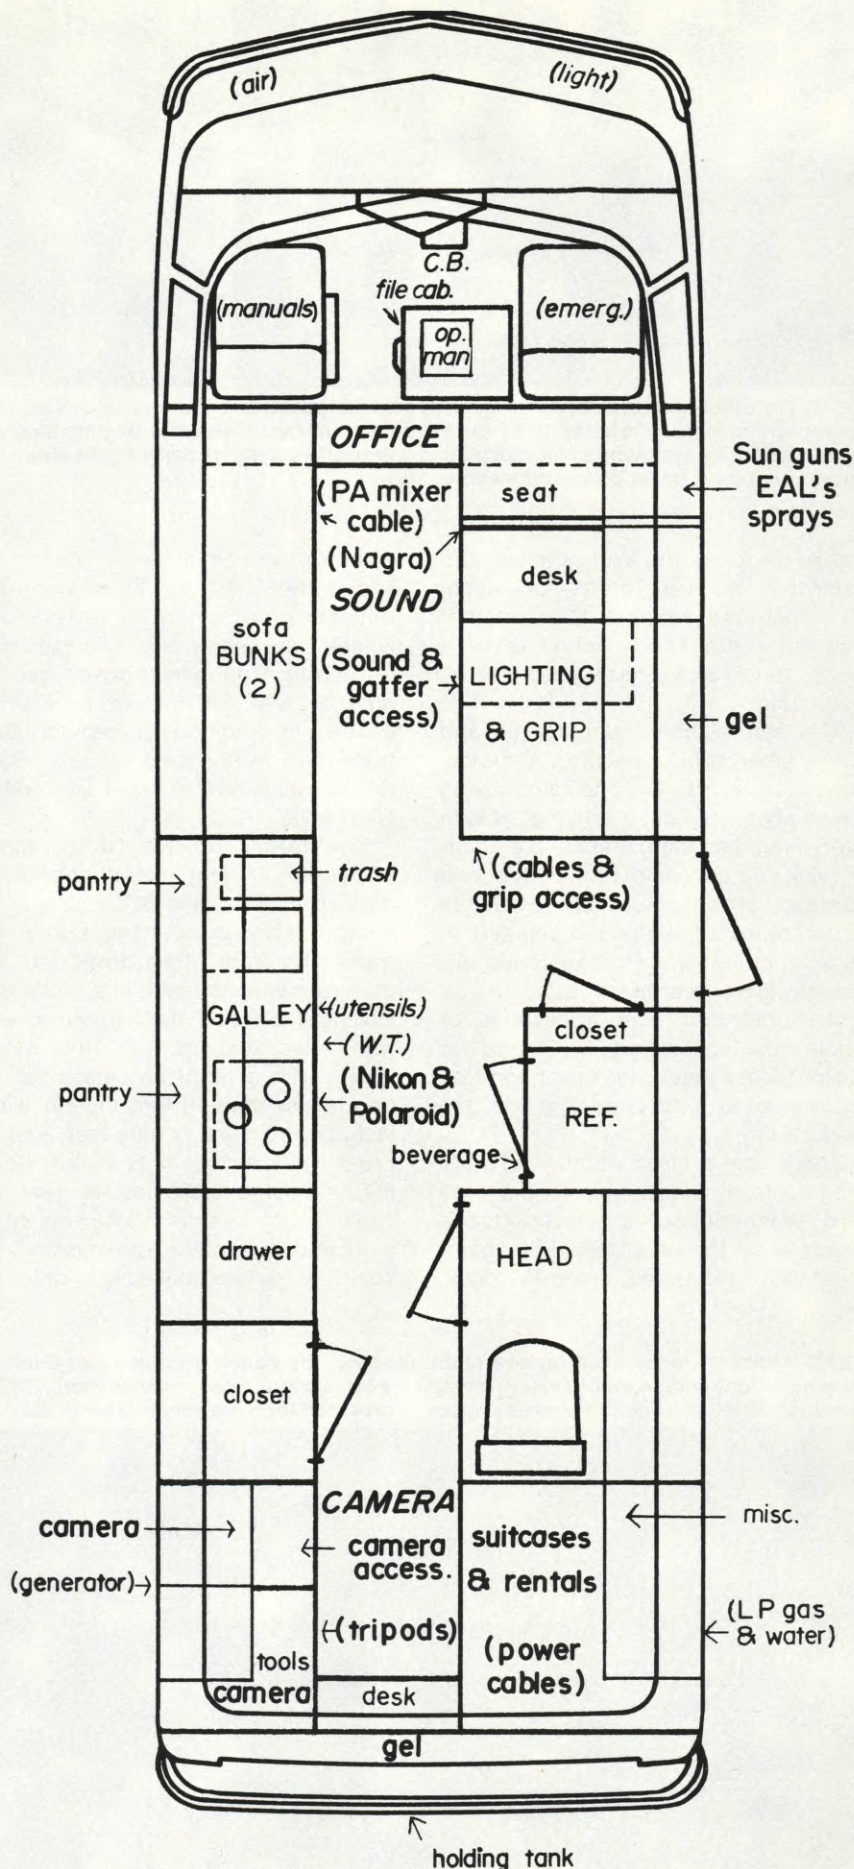 (air)
(light)
C.B.
file cab.
(manuals)
op.
man
(emerg.)
OFFICE
(PA mixer
cable)
seat
Sun guns
EAL's
sprays
(Nagra)
desk
SOUND
sofa
BUNKS
(2)
(Sound &
gaffer
access)
LIGHTING
& GRIP
gel
pantry
trash
(cables &
grip access)
GALLEY
(utensils)
(W.T.)
closet
pantry
(Nikon &
Polaroid)
REF.
beverage
drawer
HEAD
closet
CAMERA
camera
camera
access.
suitcases
& rentals
misc.
(generator)
(tripods)
(LP gas
& water)
(power
cables)
tools
camera
desk
gel
holding tank